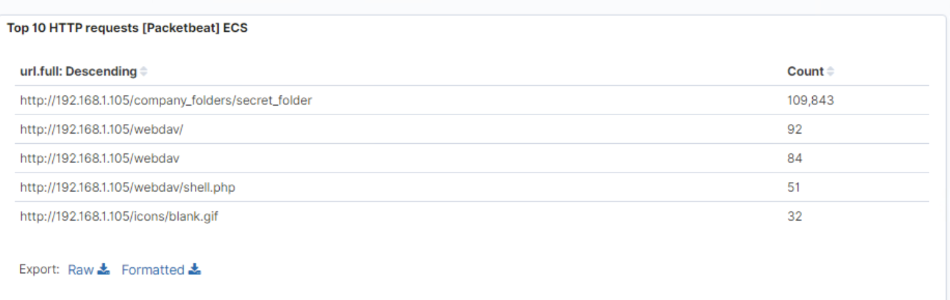 Top 10 HTTP requests [Packetbeat] ECS
url.full: Descending Count
http://192.168.1.105/company_folders/secret_folder 109,843
http://192.168.1.105/webdav/ 92
http://192.168.1.105/webdav 84
http://192.168.1.105/webdav/shell.php 51
http://192.168.1.105/icons/blank.gif 32
Export: Raw Formatted